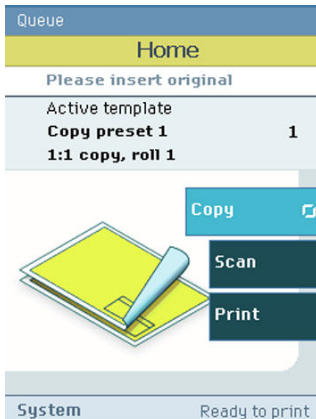 Queue
Home
Please insert original
Active template
Copy preset 1 1
1:1 copy, roll 1
Copy
Scan
Print
System Ready to print